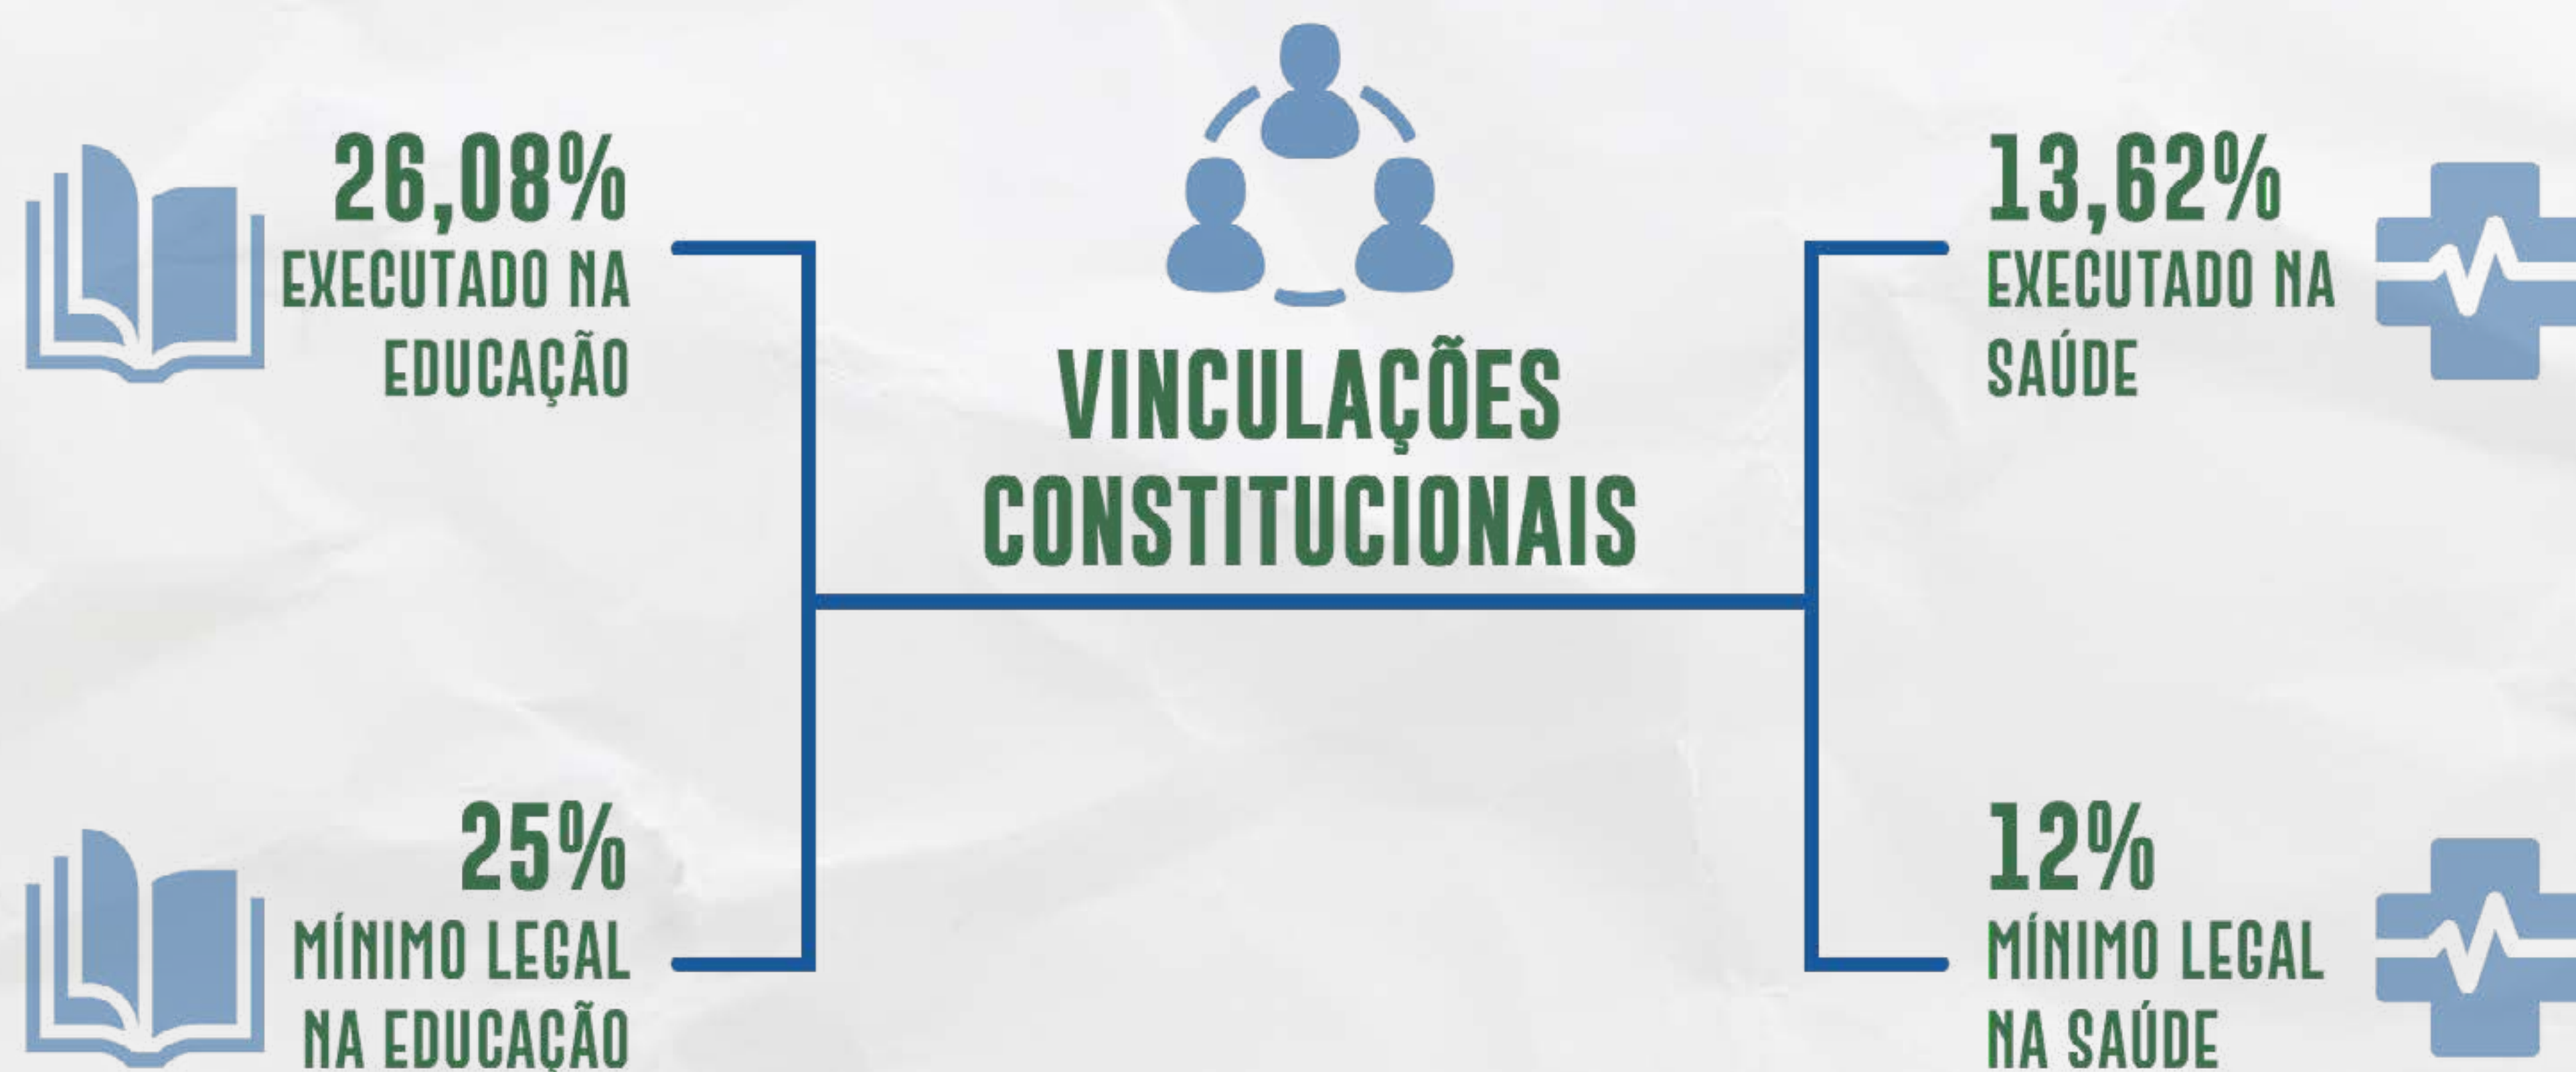 26,08%
EXECUTADO NA
EDUCAÇÃO
25%
MÍNIMO LEGAL
NA EDUCAÇÃO
VINCULAÇÕES
CONSTITUCIONAIS
13,62%
EXECUTADO NA
SAÚDE
12%
MÍNIMO LEGAL
NA SAÚDE